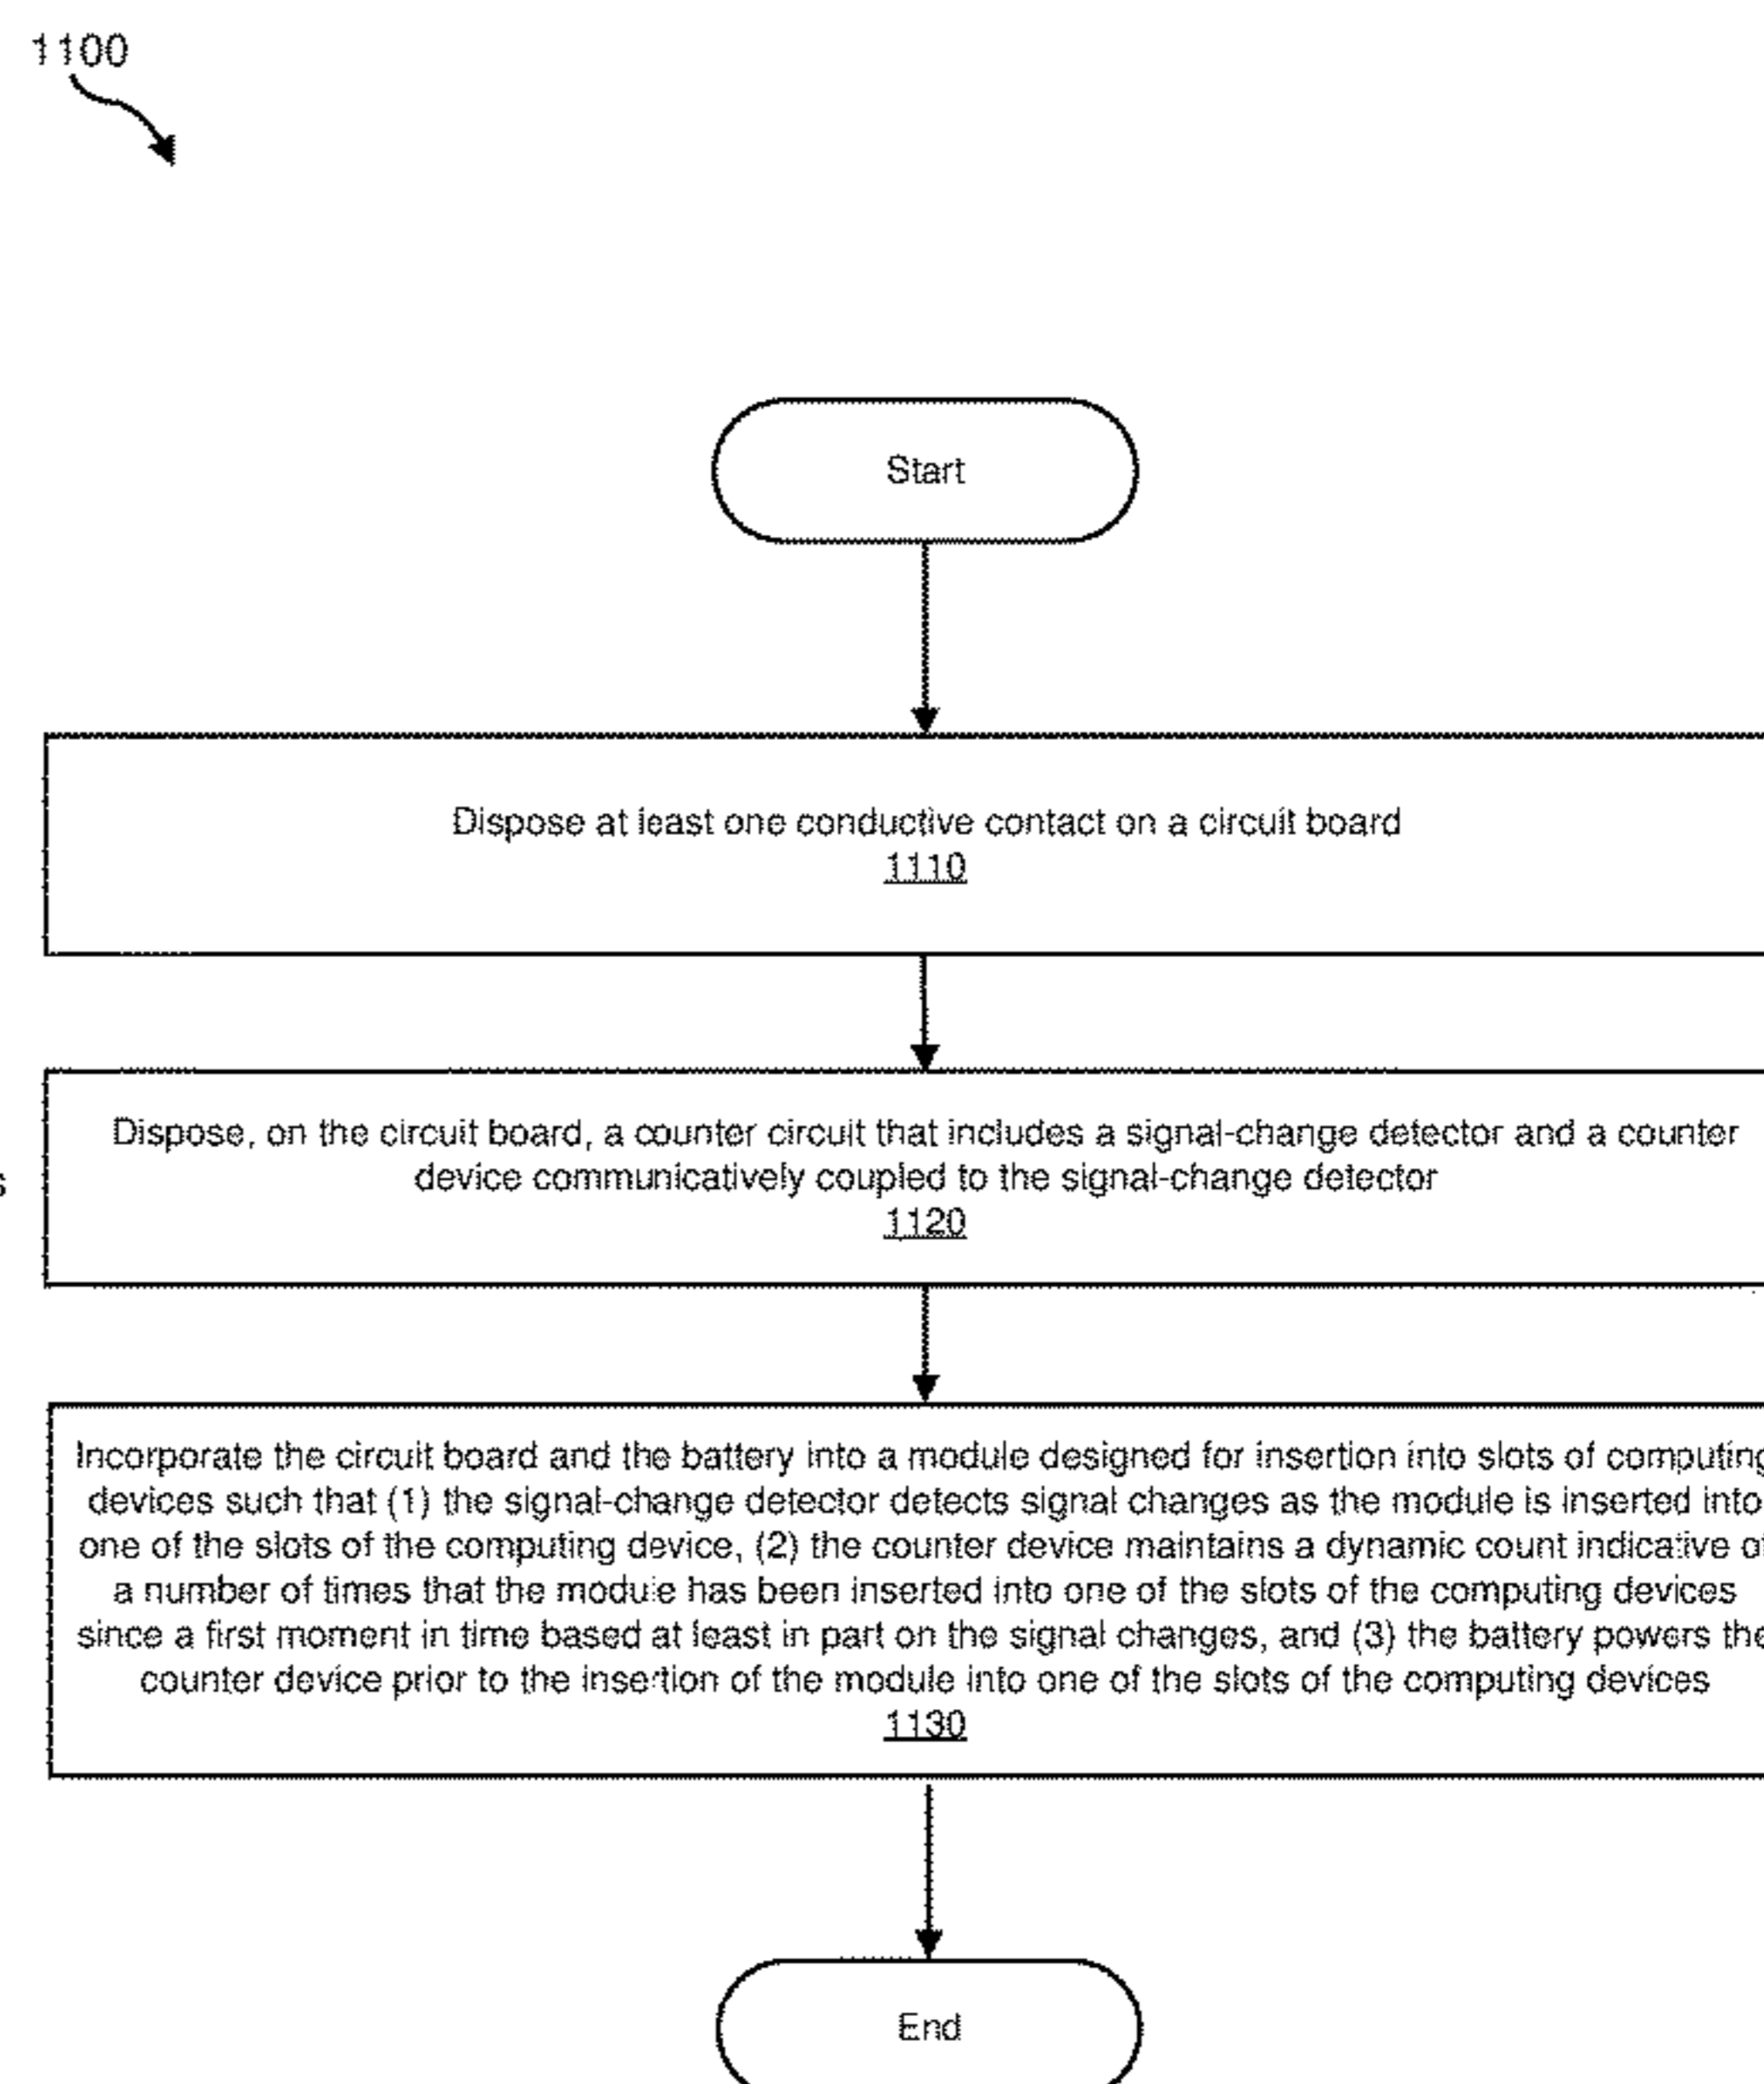 1100
Start
Dispose at least one conductive contact on a circuit board
1110
Dispose, on the circuit board, a counter circuit that includes a signal-change detector and a counter
device communicatively coupled to the signal-change detector
1120
s
Incorporate the circuit board and the battery into a module designed for insertion into slots of computing
devices such that (1) the signal-change detector detects signal changes as the module is inserted into
one of the slots of the computing device, (2) the counter device maintains a dynamic count indicative of
a number of times that the module has been inserted into one of the slots of the computing devices
since a first moment in time based at least in part on the signal changes, and (3) the battery powers the
counter device prior to the insertion of the module into one of the slots of the computing devices
1130
End